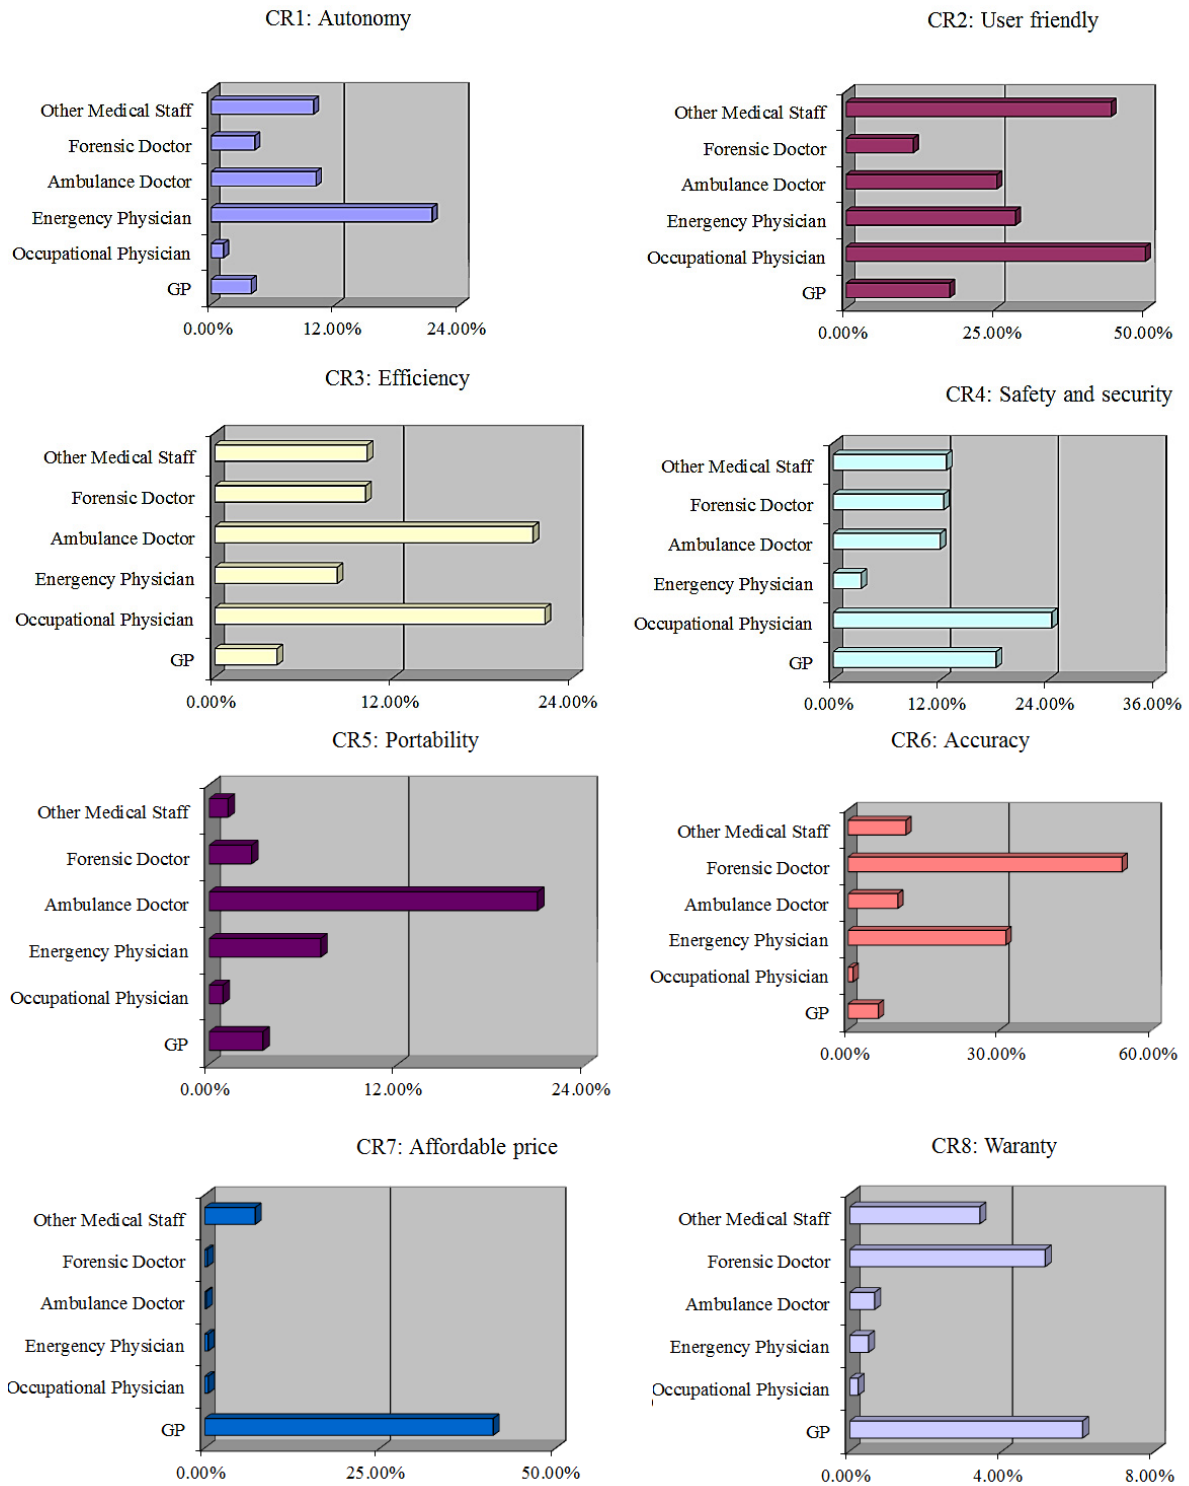 CR1: Autonomy
Other Medical Staff
Forensic Doctor
Ambulance Doctor
Energency Physician
Occupational Physician
GP
0.00% 12.00% 24.00%
CR2: User friendly
Other Medical Staff
Forensic Doctor
Ambulance Doctor
Energency Physician
Occupational Physician
GP
0.00% 25.00% 50.00%
CR3: Efficiency
Other Medical Staff
Forensic Doctor
Ambulance Doctor
Energency Physician
Occupational Physician
GP
0.00% 12.00% 24.00%
CR4: Safety and security
Other Medical Staff
Forensic Doctor
Ambulance Doctor
Energency Physician
Occupational Physician
GP
0.00% 12.00% 24.00% 36.00%
CR5: Portability
Other Medical Staff
Forensic Doctor
Ambulance Doctor
Energency Physician
Occupational Physician
GP
0.00% 12.00% 24.00%
CR6: Accuracy
Other Medical Staff
Forensic Doctor
Ambulance Doctor
Energency Physician
Occupational Physician
GP
0.00% 30.00% 60.00%
CR7: Affordable price
Other Medical Staff
Forensic Doctor
Ambulance Doctor
Energency Physician
Occupational Physician
GP
0.00% 25.00% 50.00%
CR8: Waranty
Other Medical Staff
Forensic Doctor
Ambulance Doctor
Energency Physician
Occupational Physician
GP
0.00% 4.00% 8.00%